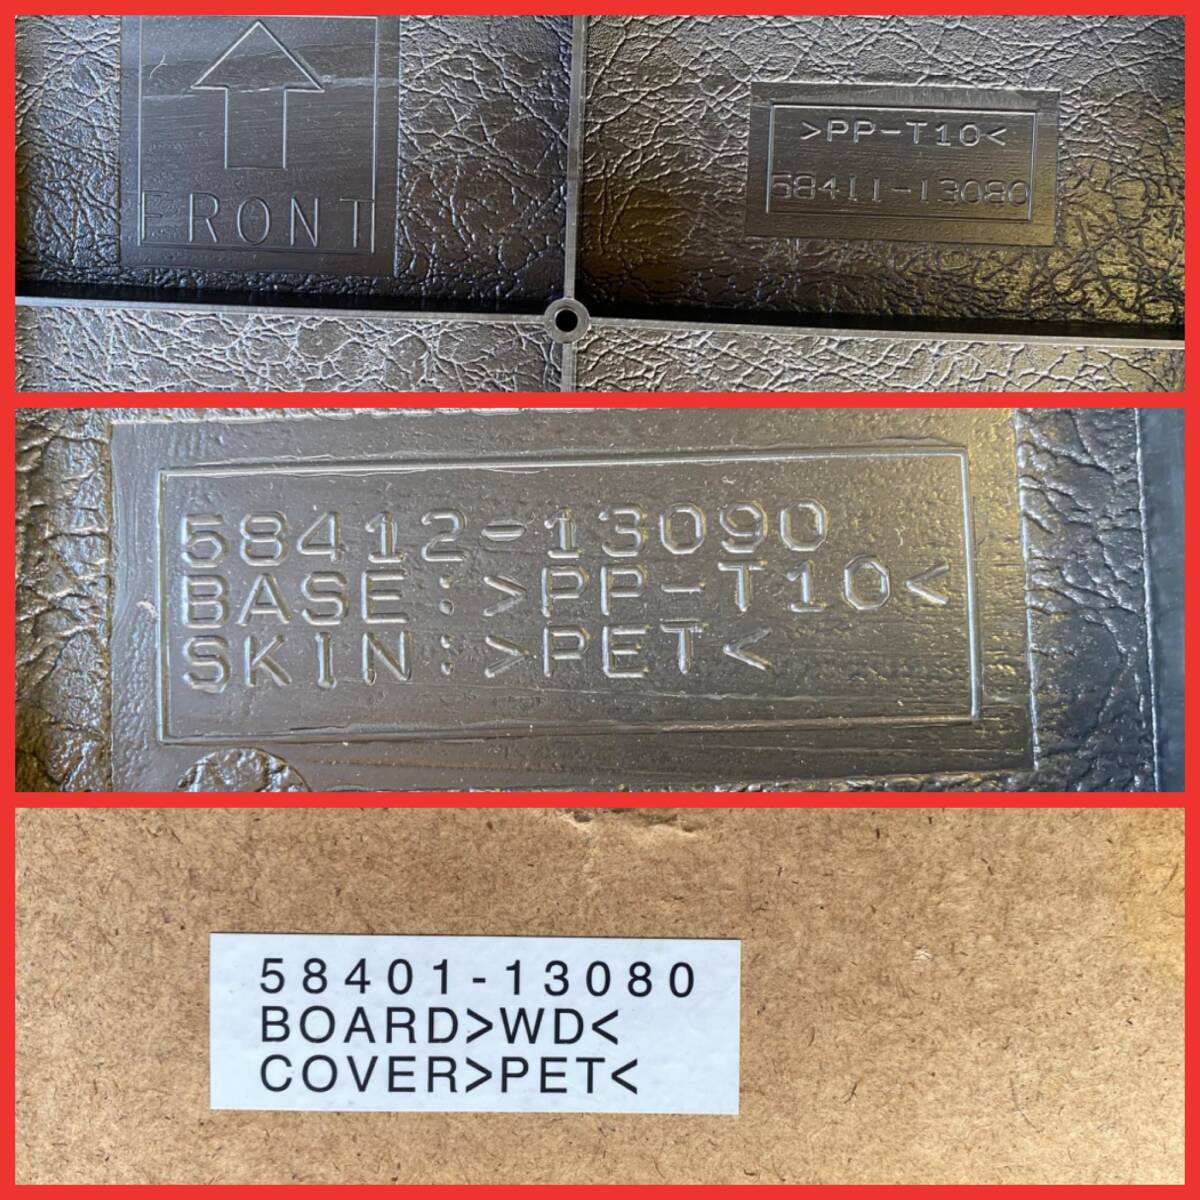 FRONT
>PP-T10<
58411-13080
58412-13090
BASE:>PP-T10<
SKIN:>PET<
58401-13080
BOARD>WD<
COVER>PET<